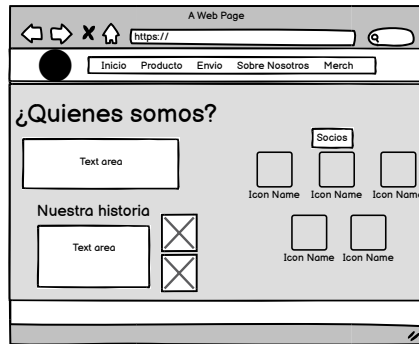 A Web Page
https://
Inicio Producto Envio Sobre Nosotros Merch
¿Quienes somos?
Text area
Socios
Icon Name Icon Name Icon Name
Nuestra historia
Text area
Icon Name Icon Name